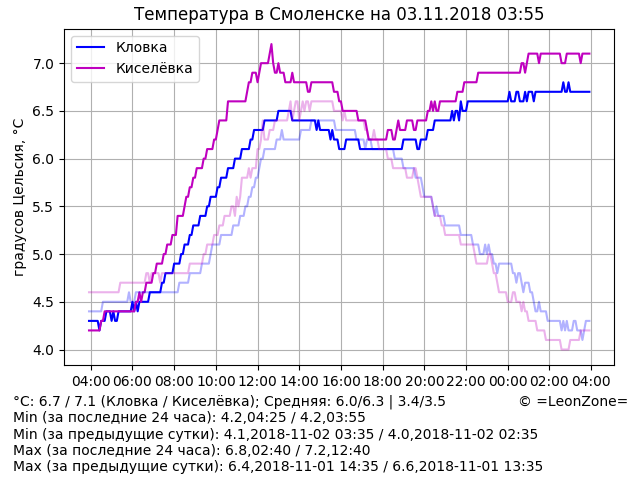 Температура в Смоленске на 03.11.2018 03:55
Кловка
Киселёвка
градусов Цельсия, °C
7.0
6.5
6.0
5.5
5.0
4.5
4.0
04:00 06:00 08:00 10:00 12:00 14:00 16:00 18:00 20:00 22:00 00:00 02:00 04:00
°C: 6.7 / 7.1 (Кловка / Киселёвка); Средняя: 6.0/6.3 | 3.4/3.5 © =LeonZone=
Min (за последние 24 часа): 4.2,04:25 / 4.2,03:55
Min (за предыдущие сутки): 4.1,2018-11-02 03:35 / 4.0,2018-11-02 02:35
Max (за последние 24 часа): 6.8,02:40 / 7.2,12:40
Max (за предыдущие сутки): 6.4,2018-11-01 14:35 / 6.6,2018-11-01 13:35